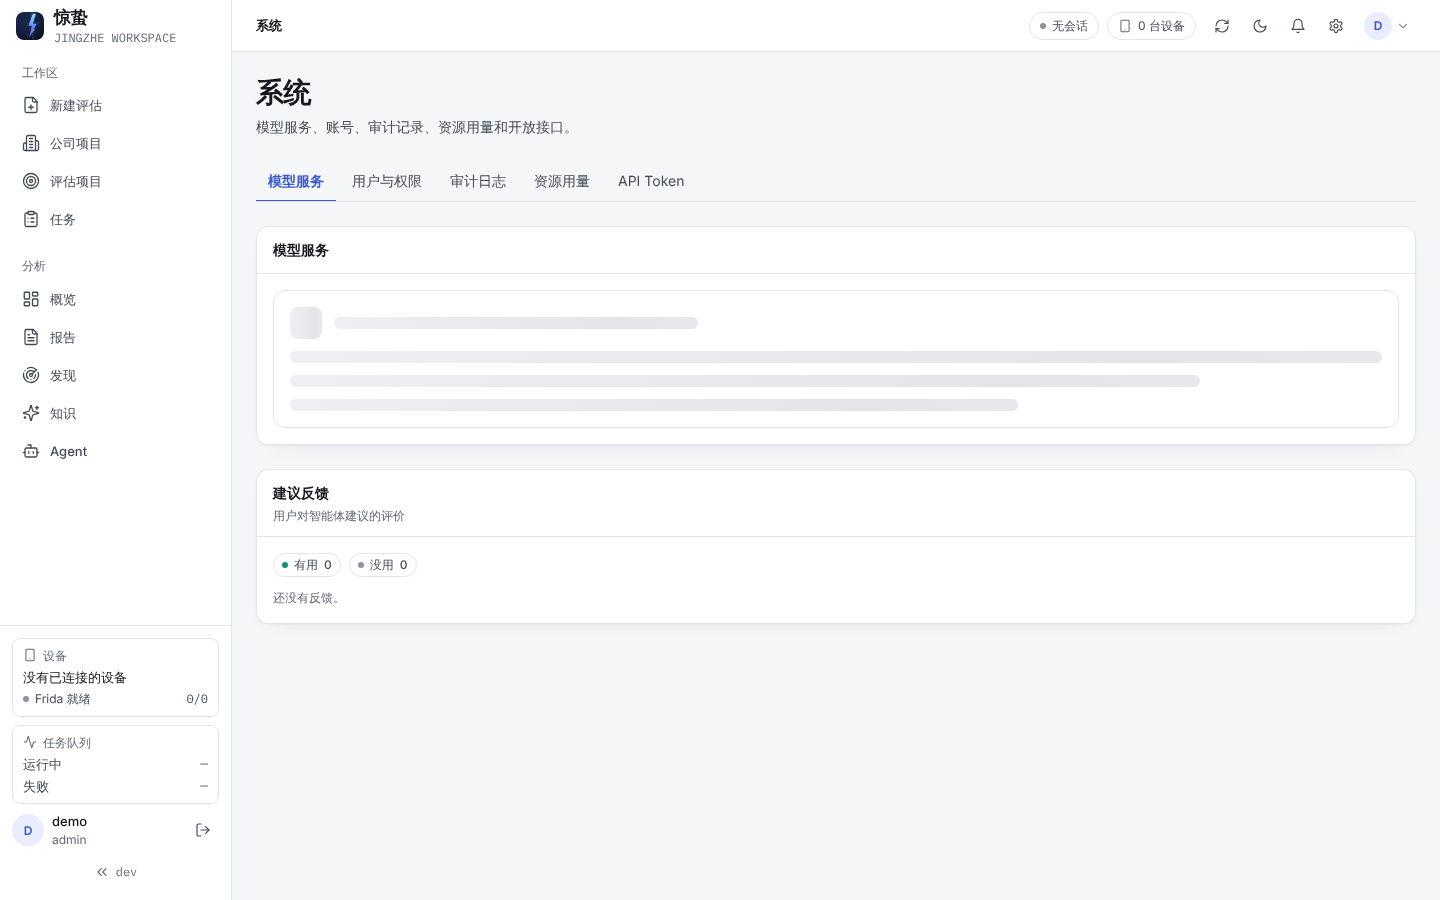 惊蛰
JINGZHE WORKSPACE
工作区
新建评估
公司项目
评估项目
任务
分析
概览
报告
发现
知识
Agent
设备
没有已连接的设备
Frida 就绪 0/0
任务队列
运行中 —
失败 —
D
demo
admin
dev
系统
无会话
0 台设备
D
系统
模型服务、账号、审计记录、资源用量和开放接口。
模型服务 用户与权限 审计日志 资源用量 API Token
模型服务
建议反馈
用户对智能体建议的评价
有用 0 没用 0
还没有反馈。